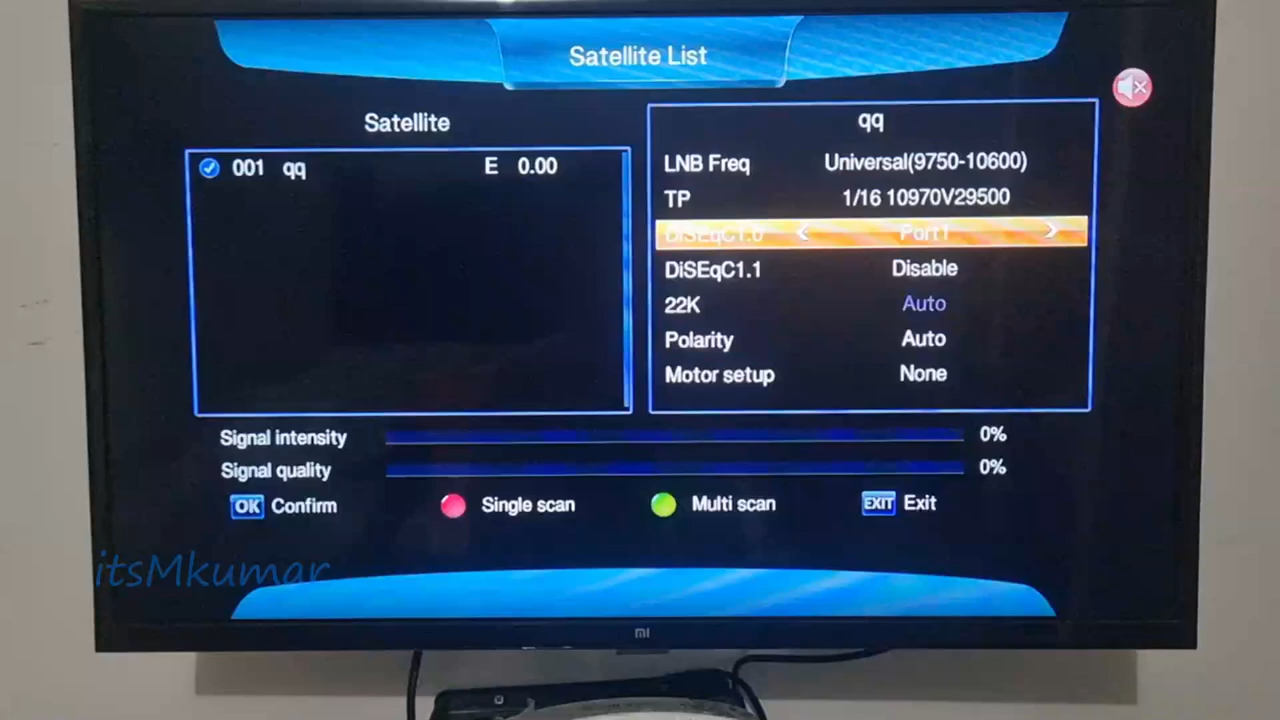 Satellite List
Satellite
001 qq E 0.00
qq
LNB Freq Universal(9750-10600)
TP 1/16 10970V29500
DiSEqC1.0 < Port1 >
DiSEqC1.1 Disable
22K Auto
Polarity Auto
Motor setup None
Signal intensity 0%
Signal quality 0%
OK Confirm
Single scan
Multi scan
EXIT Exit
itsMkumar
mi